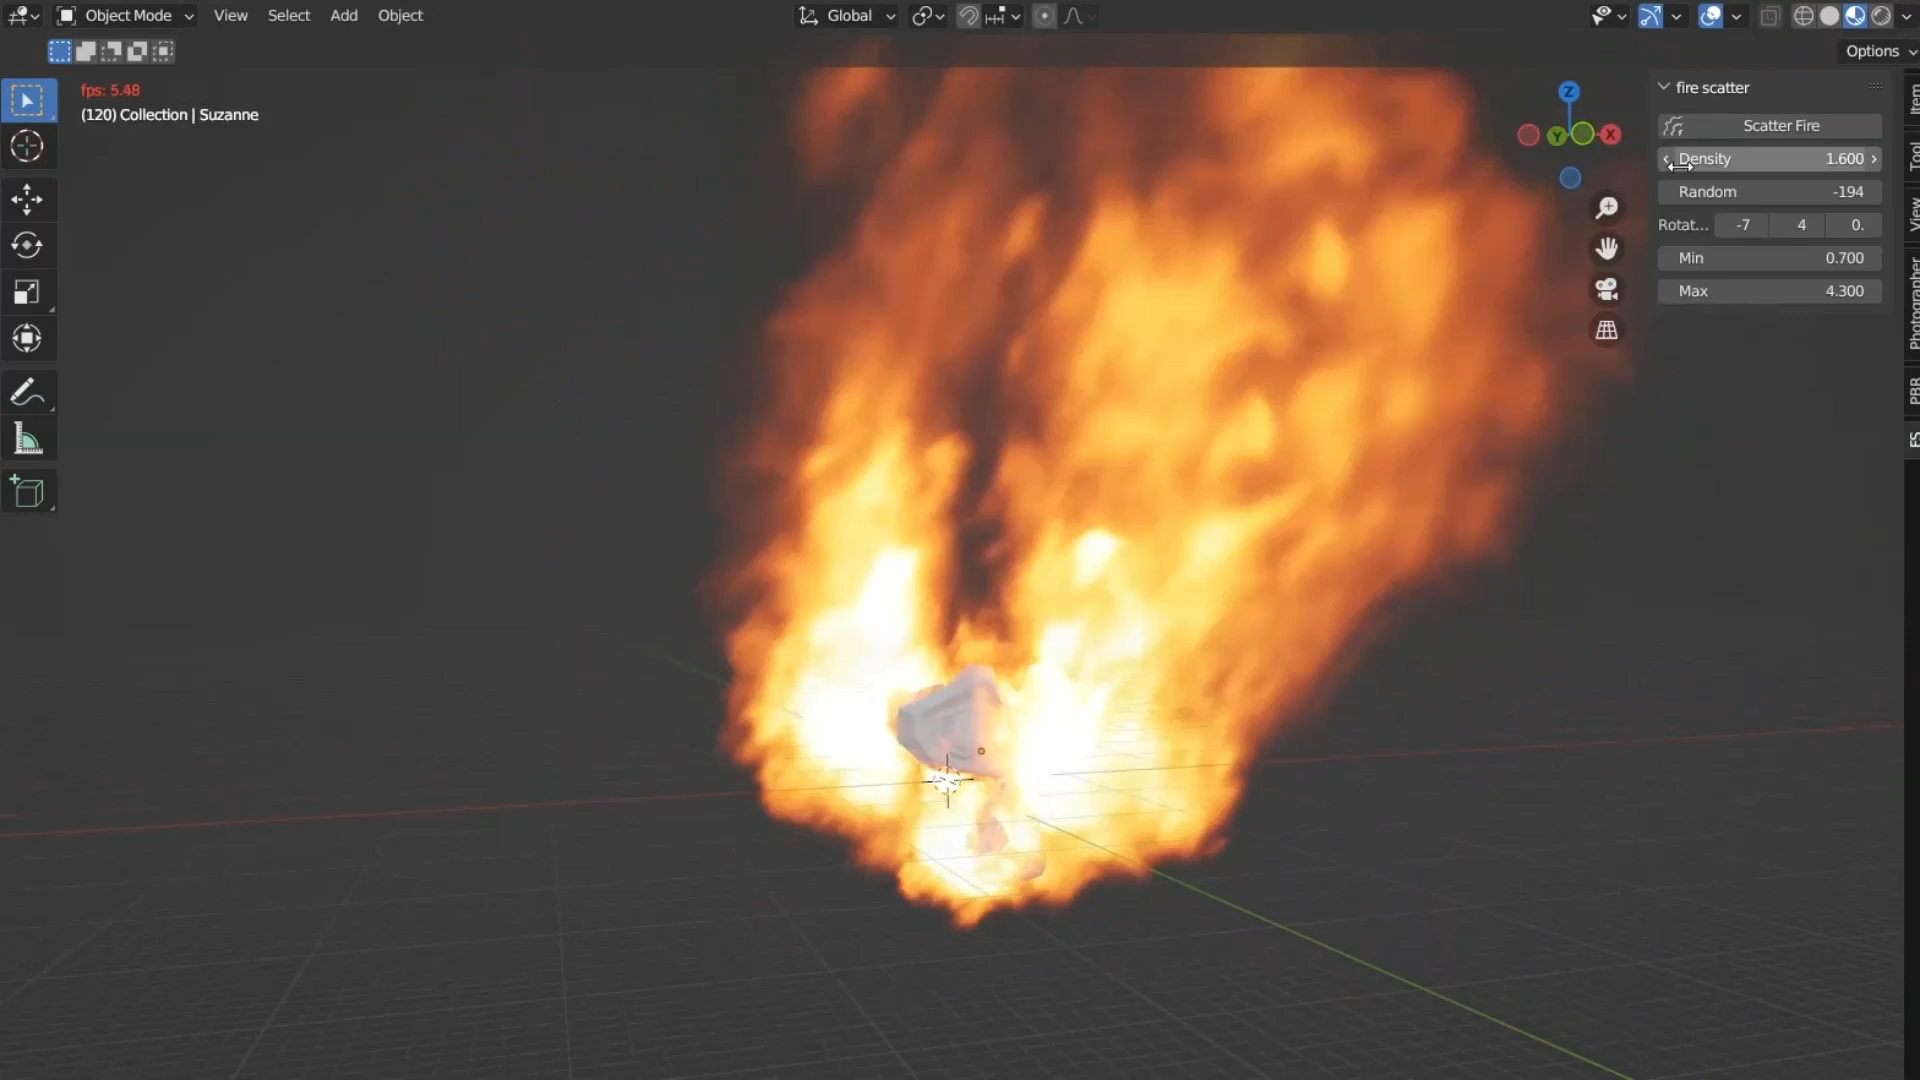 Object Mode
View
Select
Add
Object
Global
Options
fps: 5.48
(120) Collection | Suzanne
Z
Y
X
fire scatter
Scatter Fire
Density 1.600
Random -194
Rotat... -7 4 0.
Min 0.700
Max 4.300
Item
Tool
View
Photographer
PBR
FS